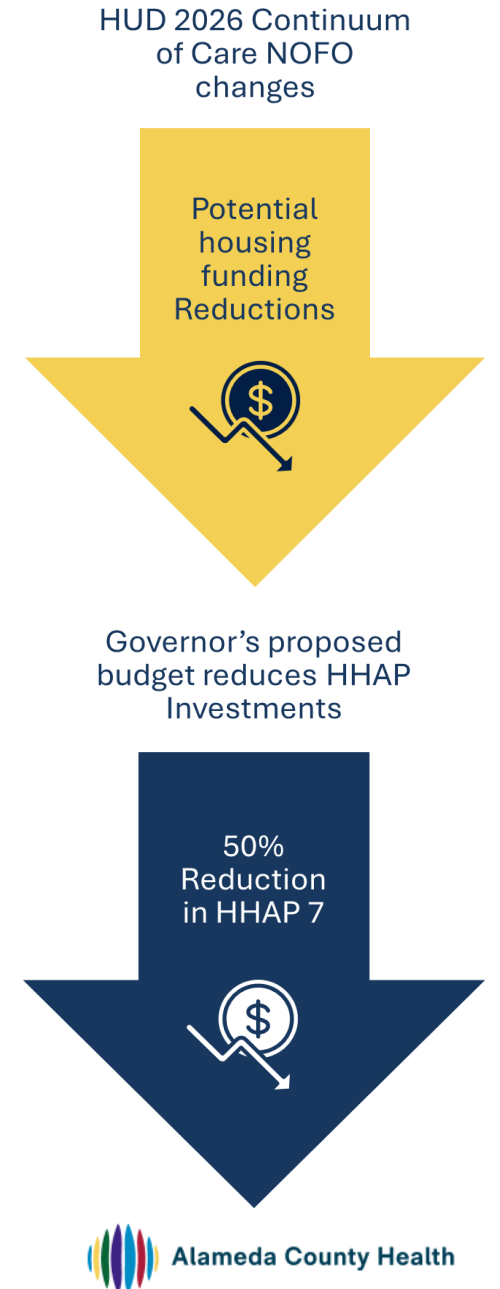 HUD 2026 Continuum
of Care NOFO
changes
Potential
housing
funding
Reductions
$
Governor’s proposed
budget reduces HHAP
Investments
50%
Reduction
in HHAP 7
$
Alameda County Health